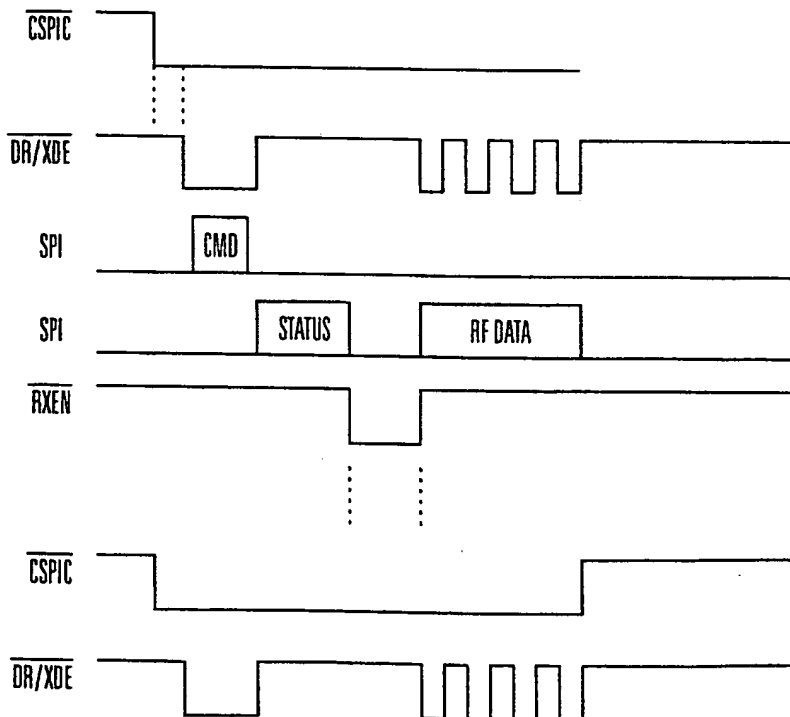 CSPIC
DR/XDE
SPI CMD
SPI STATUS RF DATA
RXEN
CSPIC
DR/XDE